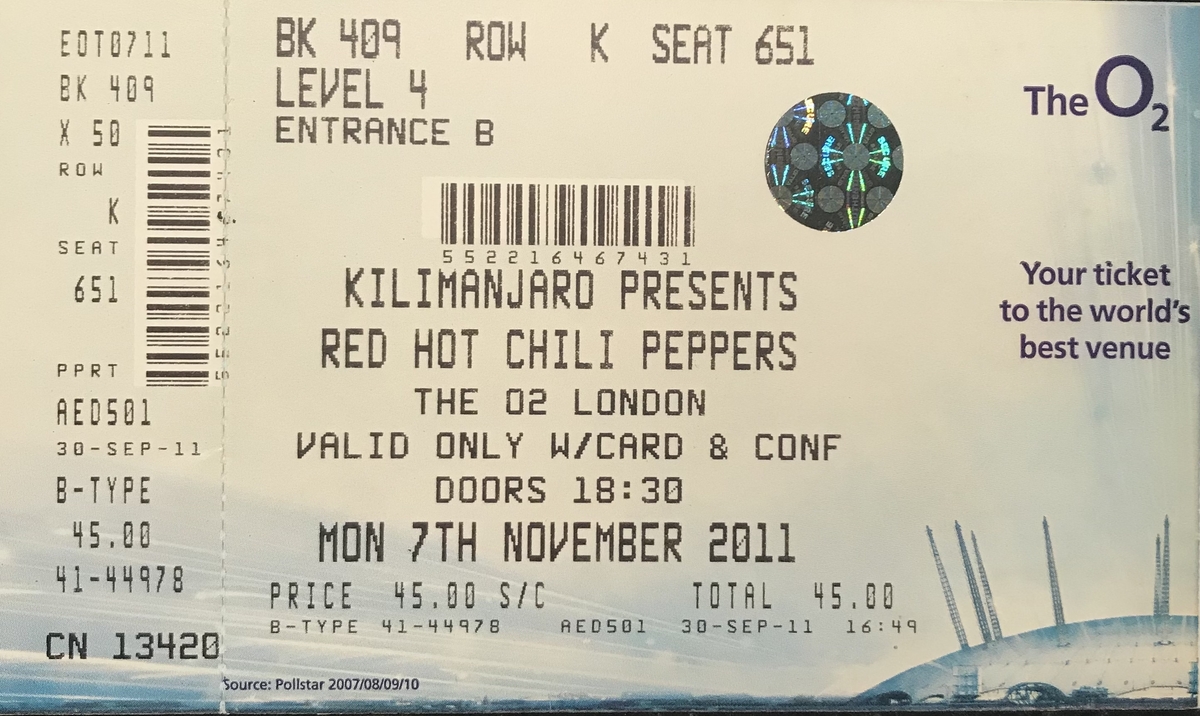 EOT0711
BK 409
X 50
ROW
K
SEAT
651
PPRT
AED501
30-SEP-11
B-TYPE
45.00
41-44978
CN 13420
BK 409 ROW K SEAT 651
LEVEL 4
ENTRANCE B
552216467431
KILIMANJARO PRESENTS
RED HOT CHILI PEPPERS
THE O2 LONDON
VALID ONLY W/CARD & CONF
DOORS 18:30
MON 7TH NOVEMBER 2011
PRICE 45.00 S/C TOTAL 45.00
B-TYPE 41-44978 AED501 30-SEP-11 16:49
Source: Pollstar 2007/08/09/10
The O2
Your ticket
to the world's
best venue
SECURE